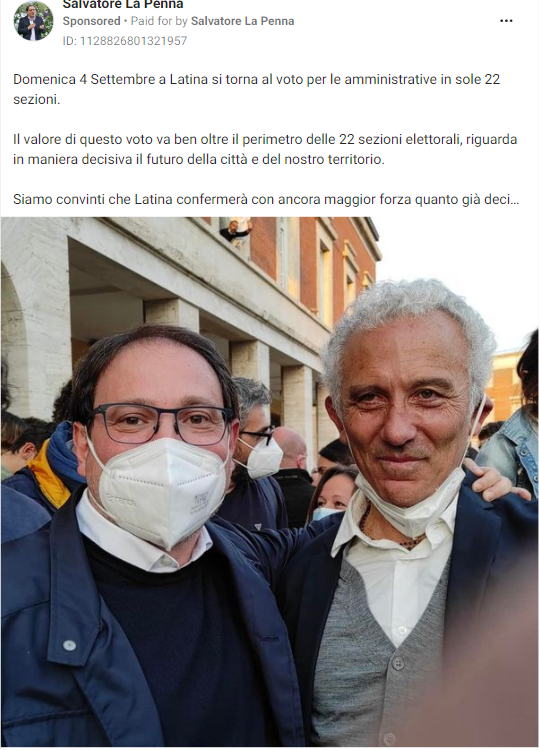 Salvatore La Penna
Sponsored • Paid for by Salvatore La Penna
ID: 1128826801321957
Domenica 4 Settembre a Latina si torna al voto per le amministrative in sole 22
sezioni.
Il valore di questo voto va ben oltre il perimetro delle 22 sezioni elettorali, riguarda
in maniera decisiva il futuro della città e del nostro territorio.
Siamo convinti che Latina confermerà con ancora maggior forza quanto già deci...